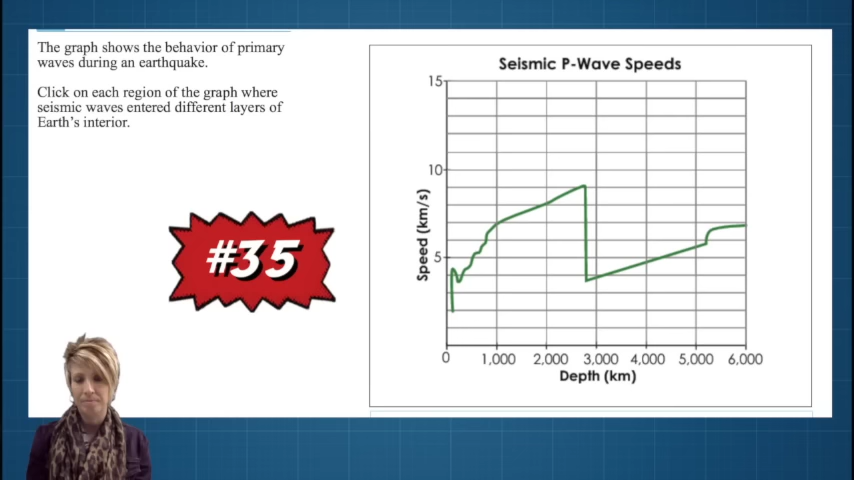 The graph shows the behavior of primary
waves during an earthquake.
Click on each region of the graph where
seismic waves entered different layers of
Earth's interior.
#35
Seismic P-Wave Speeds
15
10
5
Speed (km/s)
0 1,000 2,000 3,000 4,000 5,000 6,000
Depth (km)